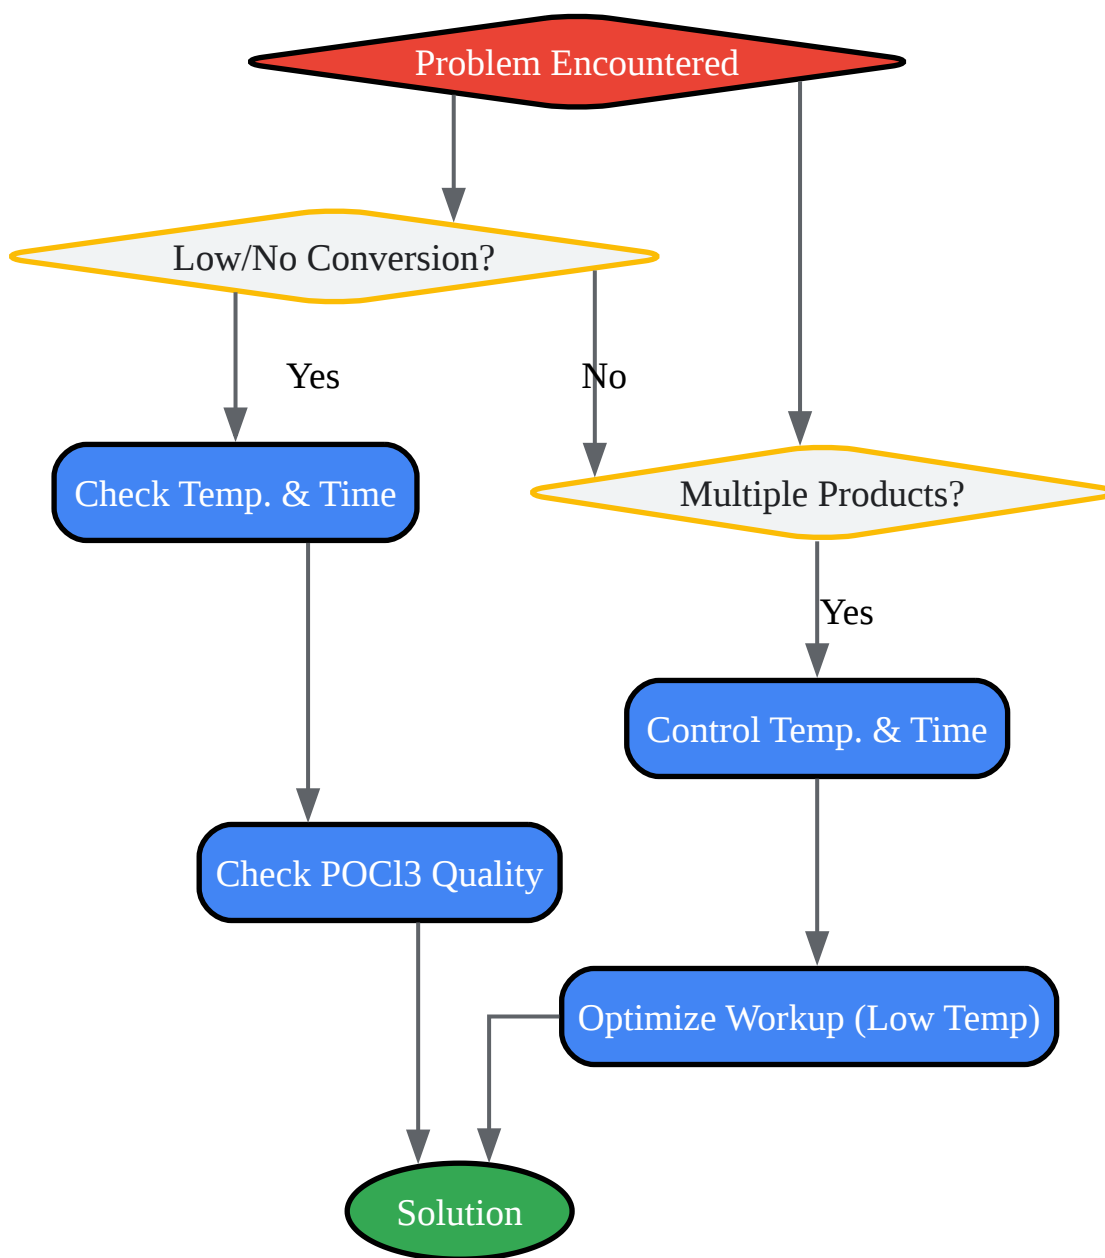 Problem Encountered
Low/No Conversion?
Yes
No
Check Temp. & Time
Multiple Products?
Yes
Control Temp. & Time
Check POCl3 Quality
Optimize Workup (Low Temp)
Solution